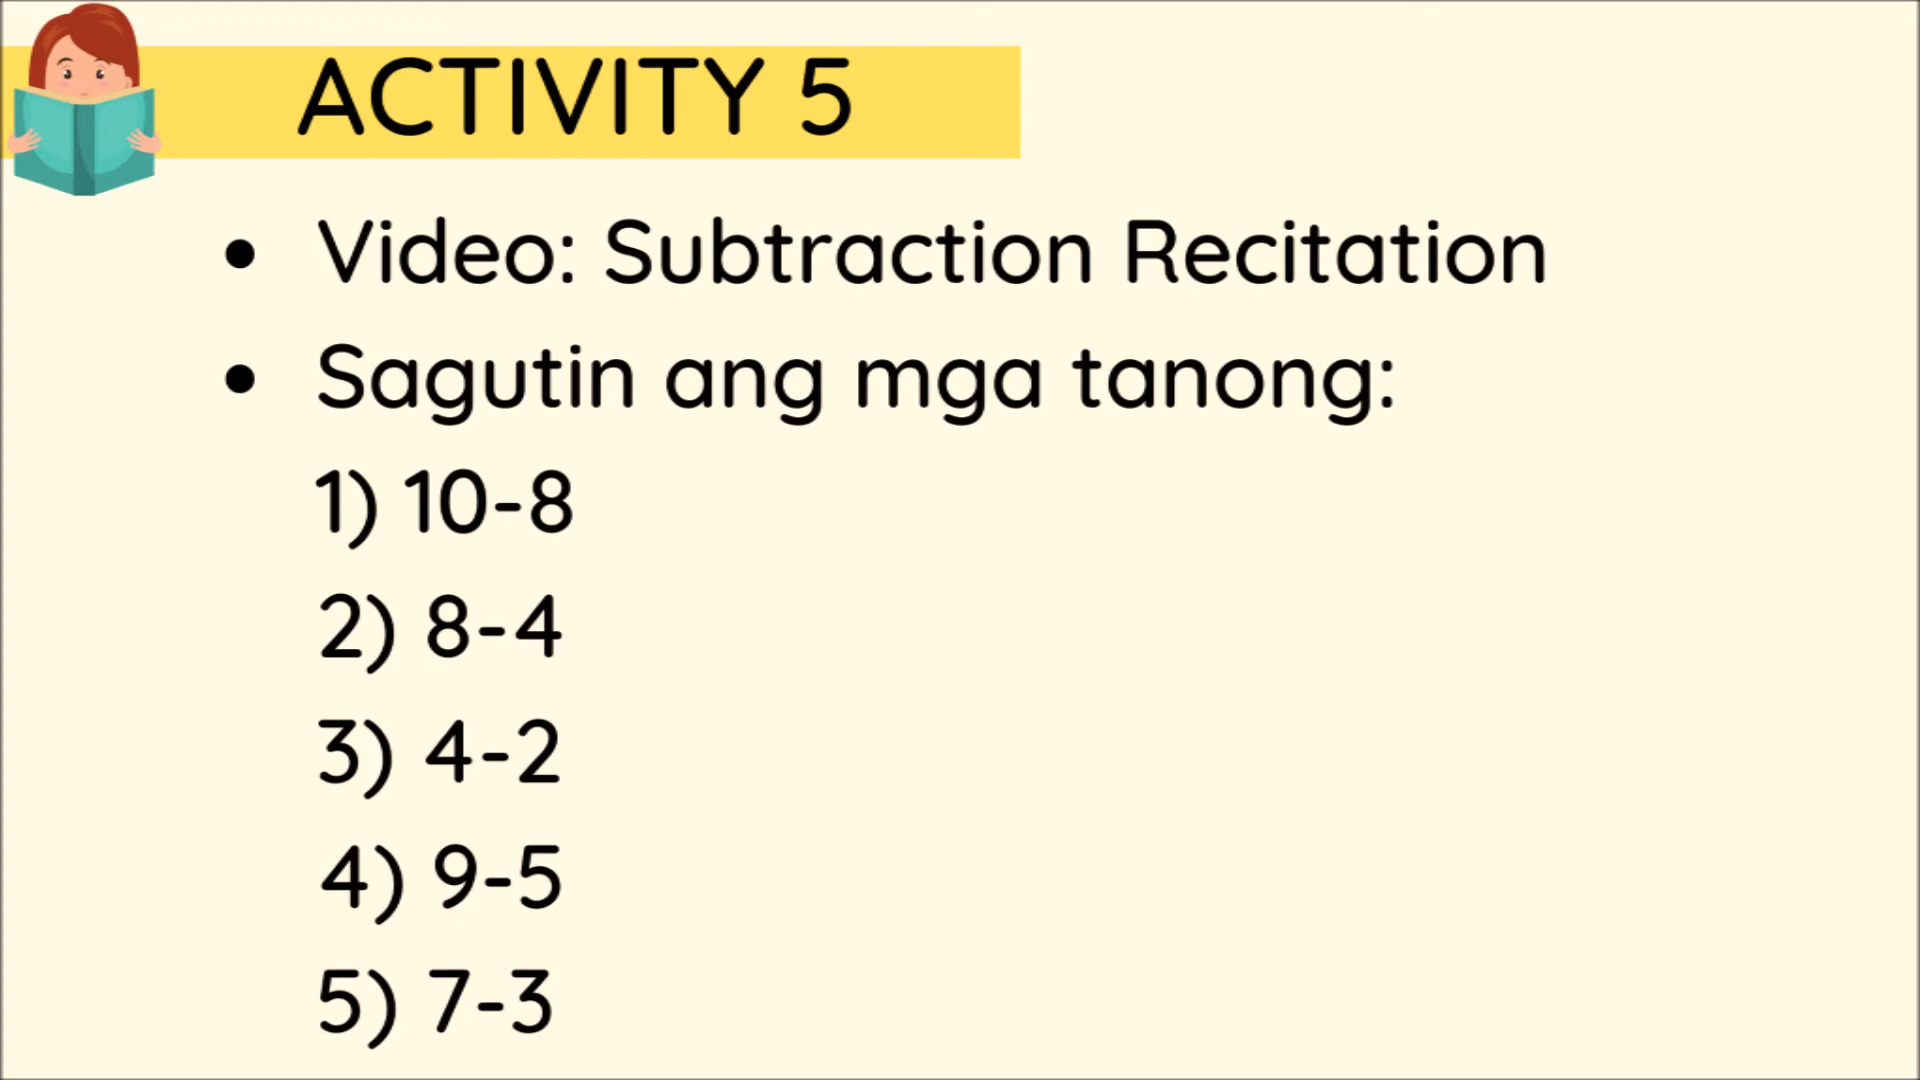 ACTIVITY 5
• Video: Subtraction Recitation
• Sagutin ang mga tanong:
1) 10-8
2) 8-4
3) 4-2
4) 9-5
5) 7-3